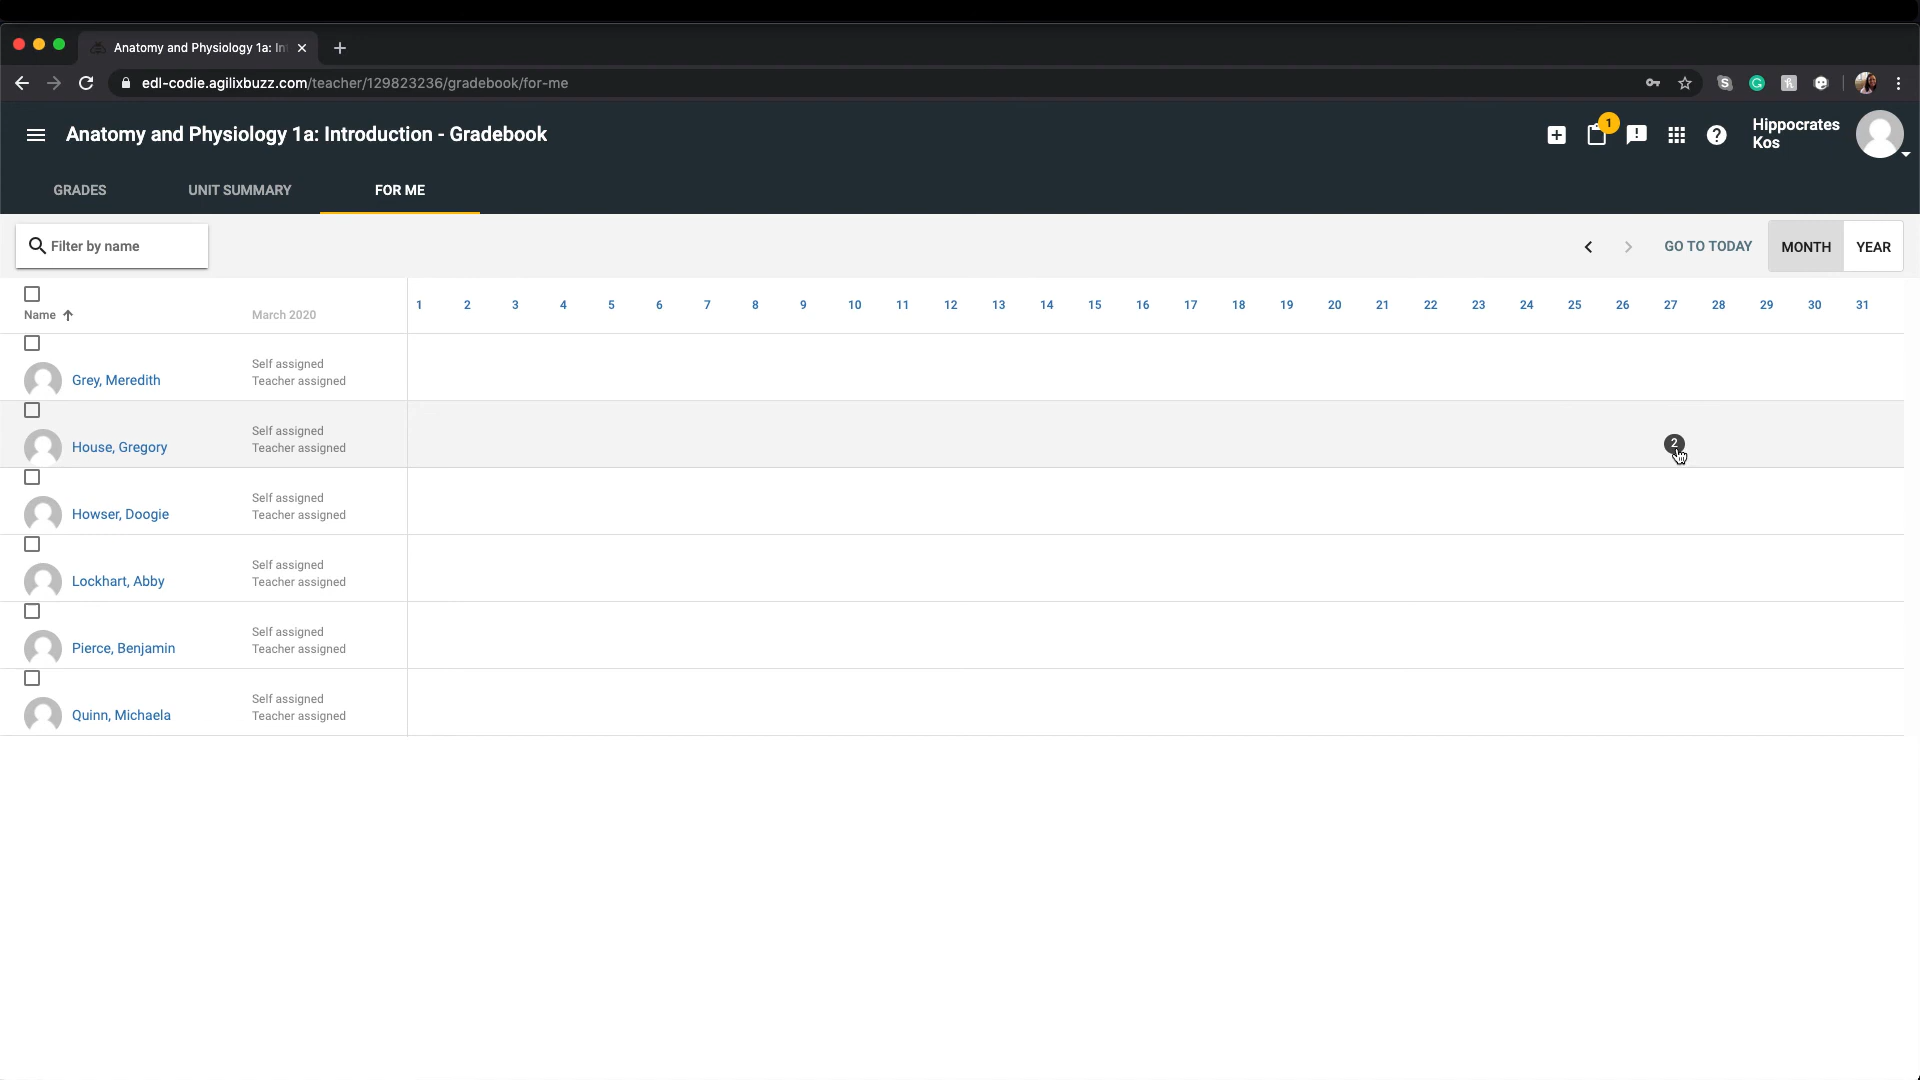 Anatomy and Physiology 1a: In
edl-codie.agilixbuzz.com/teacher/129823236/gradebook/for-me
Anatomy and Physiology 1a: Introduction - Gradebook
1
Hippocrates
Kos
GRADES UNIT SUMMARY FOR ME
Filter by name
GO TO TODAY MONTH YEAR
Name March 2020 1 2 3 4 5 6 7 8 9 10 11 12 13 14 15 16 17 18 19 20 21 22 23 24 25 26 27 28 29 30 31
Self assigned
Grey, Meredith Teacher assigned
Self assigned
House, Gregory Teacher assigned 2
Self assigned
Howser, Doogie Teacher assigned
Self assigned
Lockhart, Abby Teacher assigned
Self assigned
Pierce, Benjamin Teacher assigned
Self assigned
Quinn, Michaela Teacher assigned